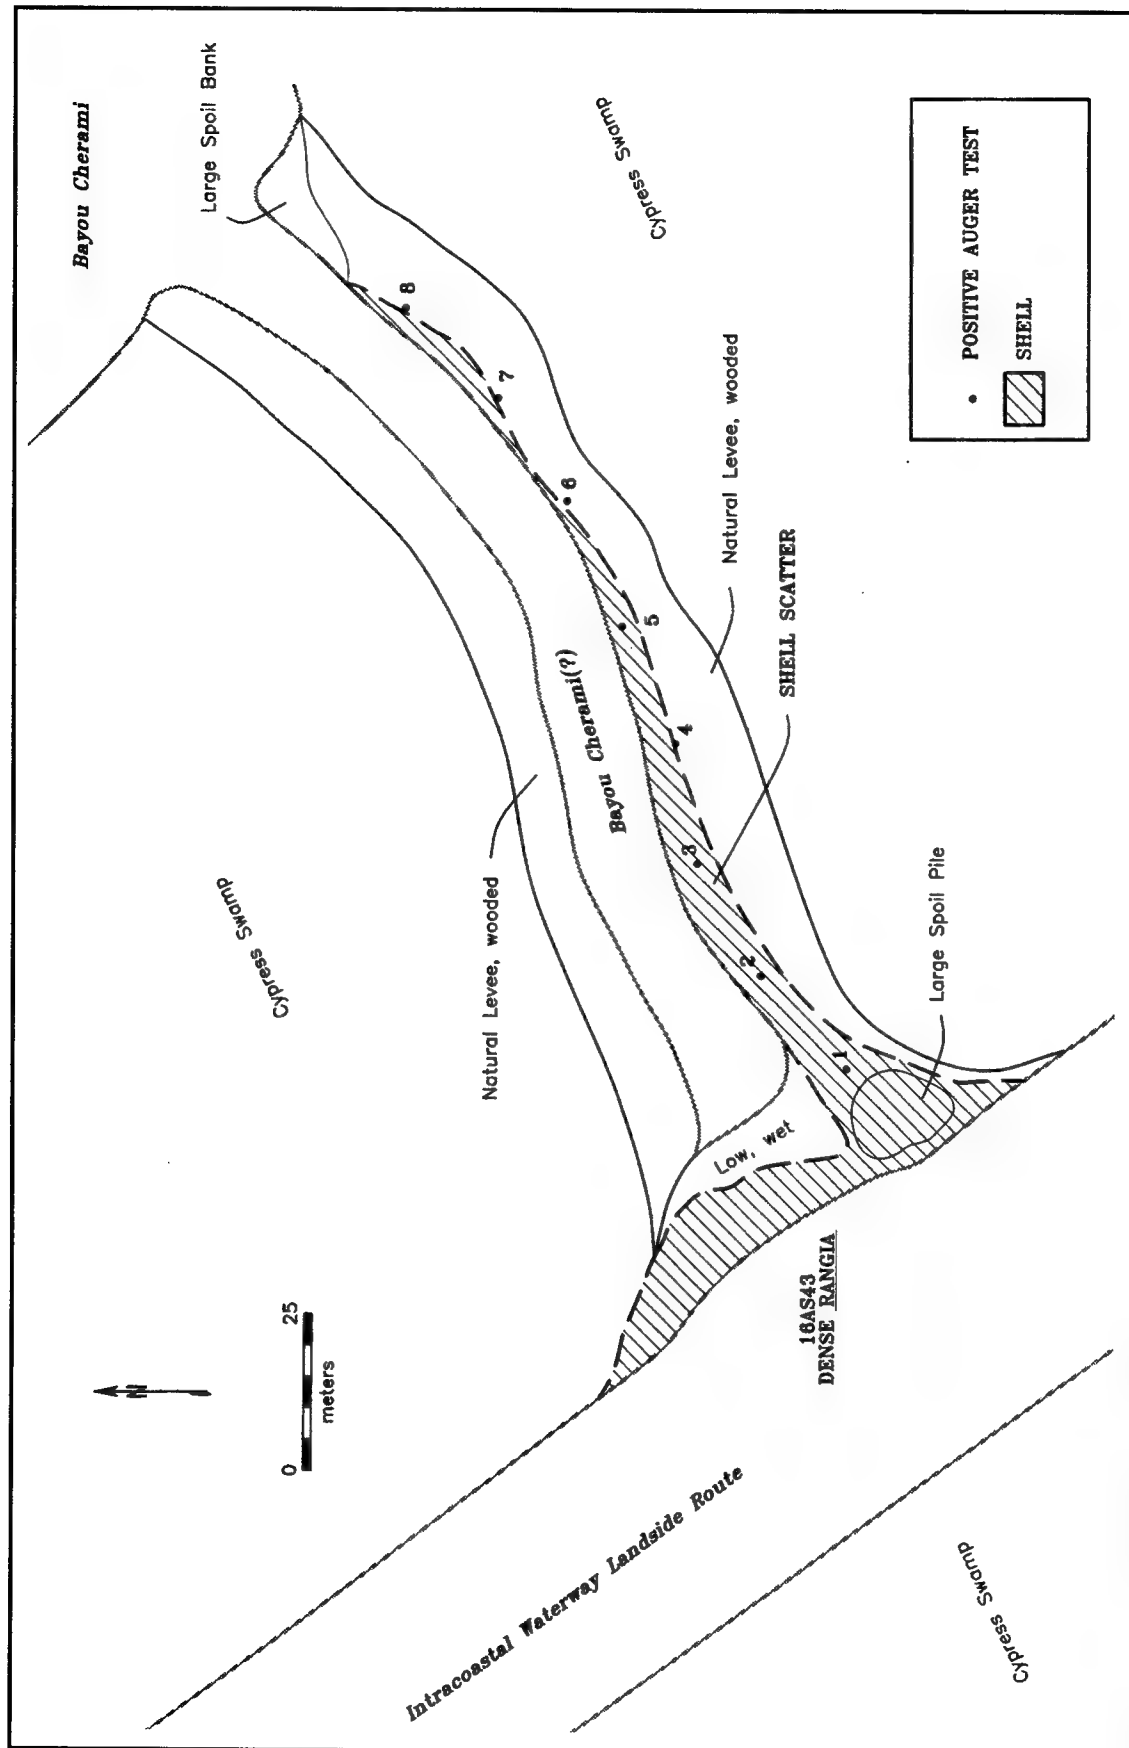 Bayou Cherami
Large Spoil Bank
Cypress Swamp
8
7
6
5
4
3
2
1
Natural Levee, wooded
SHELL SCATTER
Bayou Cherami(?)
Natural Levee, wooded
Cypress Swamp
Large Spoil Pile
Low, wet
16AS43
DENSE RANGIA
N
0 25
meters
Intracoastal Waterway Landside Route
Cypress Swamp
POSITIVE AUGER TEST
SHELL